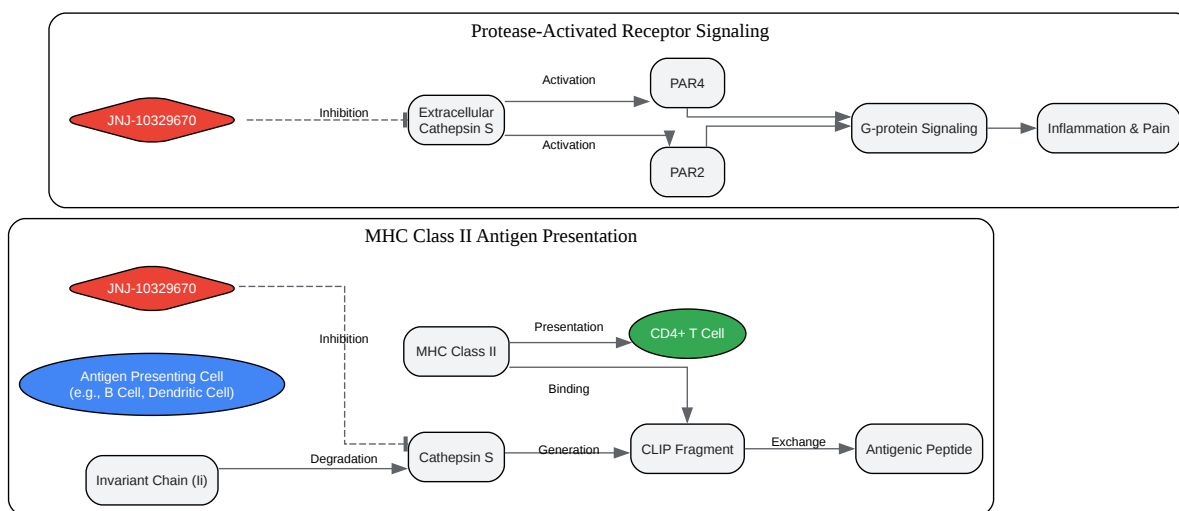 Protease-Activated Receptor Signaling
JNJ-10329670
Inhibition
Extracellular
Cathepsin S
Activation
Activation
PAR4
PAR2
G-protein Signaling
Inflammation & Pain
MHC Class II Antigen Presentation
JNJ-10329670
Inhibition
Antigen Presenting Cell
(e.g., B Cell, Dendritic Cell)
Invariant Chain (Ii)
Degradation
Cathepsin S
MHC Class II
Presentation
CD4+ T Cell
Binding
Generation
CLIP Fragment
Exchange
Antigenic Peptide